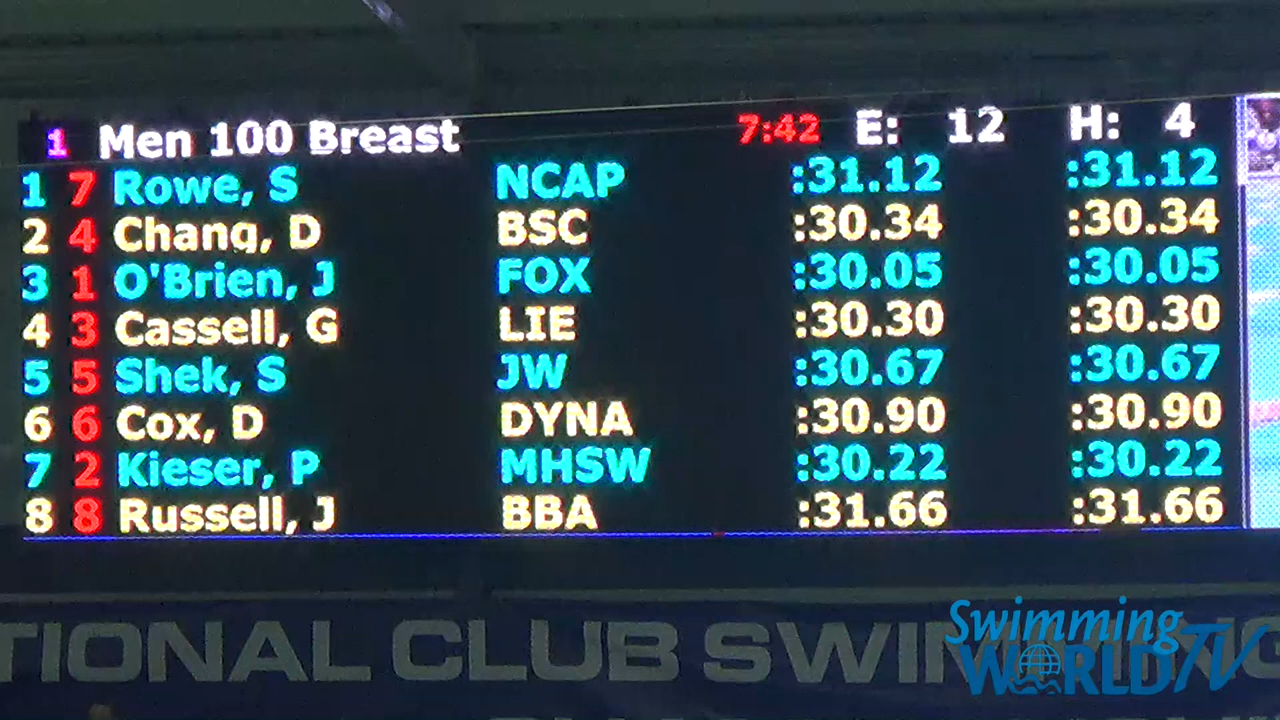 1 Men 100 Breast 7:42 E: 12 H: 4
1 7 Rowe, S NCAP :31.12 :31.12
2 4 Chang, D BSC :30.34 :30.34
3 1 O'Brien, J FOX :30.05 :30.05
4 3 Cassell, G LIE :30.30 :30.30
5 5 Shek, S JW :30.67 :30.67
6 6 Cox, D DYNA :30.90 :30.90
7 2 Kieser, P MHSW :30.22 :30.22
8 8 Russell, J BBA :31.66 :31.66
TIONAL CLUB SWIM
Swimming
WORLD TV